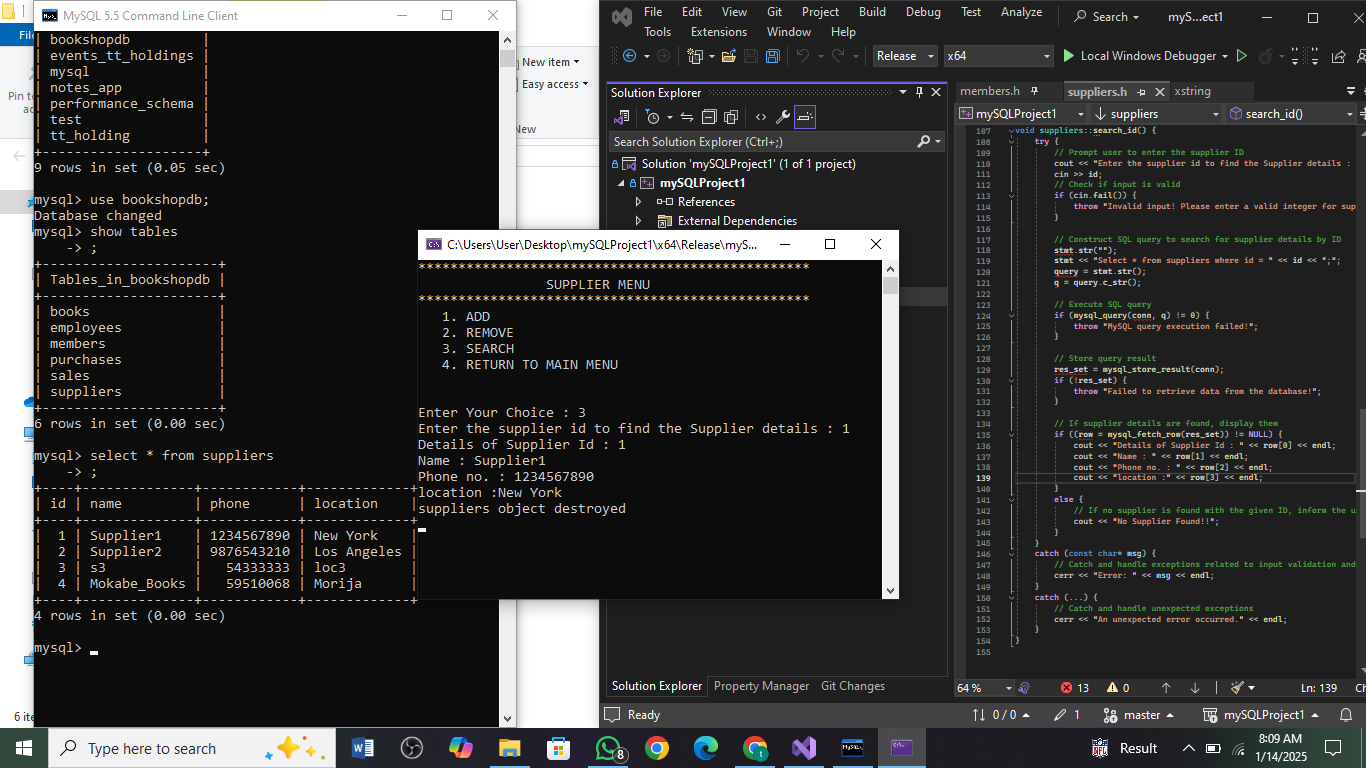 MySQL 5.5 Command Line Client
| bookshopdb |
| events_tt_holdings |
| mysql |
| notes_app |
| performance_schema |
| test |
| tt_holding |
+--------------------+
9 rows in set (0.05 sec)
mysql> use bookshopdb;
Database changed
mysql> show tables
-> ;
+----------------------+
| Tables_in_bookshopdb |
+----------------------+
| books |
| employees |
| members |
| purchases |
| sales |
| suppliers |
+----------------------+
6 rows in set (0.00 sec)
mysql> select * from suppliers
-> ;
+----+--------------+------------+-------------+
| id | name | phone | location |
+----+--------------+------------+-------------+
| 1 | Supplier1 | 1234567890 | New York |
| 2 | Supplier2 | 9876543210 | Los Angeles |
| 3 | s3 | 54333333 | loc3 |
| 4 | Mokabe_Books | 59510068 | Morija |
+----+--------------+------------+-------------+
4 rows in set (0.00 sec)
mysql>
Fil
Pin to
New item
Easy access
New
6 ite
C:\Users\User\Desktop\mySQLProject1\x64\Release\myS...
*************************************************
SUPPLIER MENU
*************************************************
1. ADD
2. REMOVE
3. SEARCH
4. RETURN TO MAIN MENU
Enter Your Choice : 3
Enter the supplier id to find the Supplier details : 1
Details of Supplier Id : 1
Name : Supplier1
Phone no. : 1234567890
location :New York
suppliers object destroyed
File Edit View Git Project Build Debug Test Analyze
Tools Extensions Window Help
Search
myS...ect1
Release x64 Local Windows Debugger
Solution Explorer
Search Solution Explorer (Ctrl+;)
Solution 'mySQLProject1' (1 of 1 project)
mySQLProject1
References
External Dependencies
Solution Explorer Property Manager Git Changes
members.h suppliers.h xstring
mySQLProject1 suppliers search_id()
107 void suppliers::search_id() {
108 try {
109 // Prompt user to enter the supplier ID
110 cout << "Enter the supplier id to find the Supplier details :
111 cin >> id;
112 // Check if input is valid
113 if (cin.fail()) {
114 throw "Invalid input! Please enter a valid integer for sup
115 }
116
117 // Construct SQL query to search for supplier details by ID
118 stmt.str("");
119 stmt << "Select * from suppliers where id = " << id << ";";
120 query = stmt.str();
121 q = query.c_str();
122
123 // Execute SQL query
124 if (mysql_query(conn, q) != 0) {
125 throw "MySQL query execution failed!";
126 }
127
128 // Store query result
129 res_set = mysql_store_result(conn);
130 if (!res_set) {
131 throw "Failed to retrieve data from the database!";
132 }
133
134 // If supplier details are found, display them
135 if ((row = mysql_fetch_row(res_set)) != NULL) {
136 cout << "Details of Supplier Id : " << row[0] << endl;
137 cout << "Name : " << row[1] << endl;
138 cout << "Phone no. : " << row[2] << endl;
139 cout << "location :" << row[3] << endl;
140 }
141 else {
142 // If no supplier is found with the given ID, inform the u
143 cout << "No Supplier Found!!";
144 }
145 }
146 catch (const char* msg) {
147 // Catch and handle exceptions related to input validation and
148 cerr << "Error: " << msg << endl;
149 }
150 catch (...) {
151 // Catch and handle unexpected exceptions
152 cerr << "An unexpected error occurred." << endl;
153 }
154 }
155
64 % 13 0 Ln: 139 Ch
Ready 0 / 0 1 master mySQLProject1
Type here to search
8
Result
8:09 AM
1/14/2025